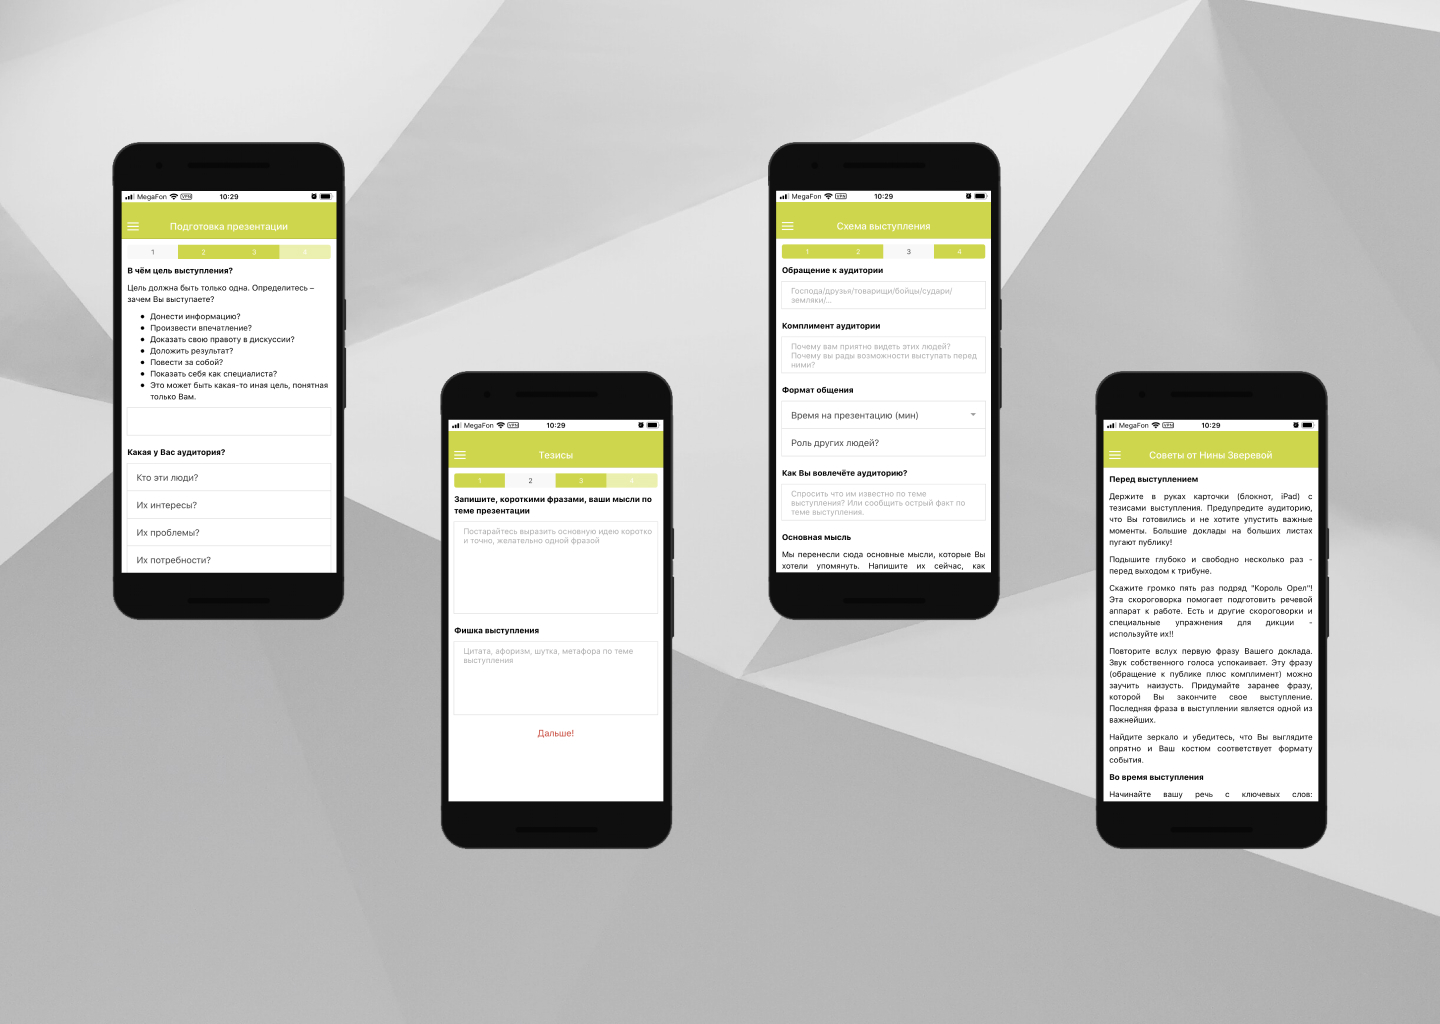 MegaFon VPN 10:29
Подготовка презентации
1 2 3 4
В чём цель выступления?
Цель должна быть только одна. Определитесь –
зачем Вы выступаете?
• Донести информацию?
• Произвести впечатление?
• Доказать свою правоту в дискуссии?
• Доложить результат?
• Повести за собой?
• Показать себя как специалиста?
• Это может быть какая-то иная цель, понятная
только Вам.
Какая у Вас аудитория?
Кто эти люди?
Их интересы?
Их проблемы?
Их потребности?
MegaFon VPN 10:29
Тезисы
1 2 3 4
Запишите, короткими фразами, ваши мысли по
теме презентации
Постарайтесь выразить основную идею коротко
и точно, желательно одной фразой
Фишка выступления
Цитата, афоризм, шутка, метафора по теме
выступления
Дальше!
MegaFon VPN 10:29
Схема выступления
1 2 3 4
Обращение к аудитории
Господа/друзья/товарищи/бойцы/судари/
земляки/...
Комплимент аудитории
Почему вам приятно видеть этих людей?
Почему вы рады возможности выступать перед
ними?
Формат общения
Время на презентацию (мин)
Роль других людей?
Как Вы вовлечёте аудиторию?
Спросить что им известно по теме
выступления? Или сообщить острый факт по
теме выступления.
Основная мысль
Мы перенесли сюда основные мысли, которые Вы
хотели упомянуть. Напишите их сейчас, как
MegaFon VPN 10:29
Советы от Нины Зверевой
Перед выступлением
Держите в руках карточки (блокнот, iPad) с
тезисами выступления. Предупредите аудиторию,
что Вы готовились и не хотите упустить важные
моменты. Большие доклады на больших листах
пугают публику!
Подышите глубоко и свободно несколько раз -
перед выходом к трибуне.
Скажите громко пять раз подряд "Король Орел"!
Эта скороговорка помогает подготовить речевой
аппарат к работе. Есть и другие скороговорки и
специальные упражнения для дикции -
используйте их!!
Повторите вслух первую фразу Вашего доклада.
Звук собственного голоса успокаивает. Эту фразу
(обращение к публике плюс комплимент) можно
заучить наизусть. Придумайте заранее фразу,
которой Вы закончите свое выступление.
Последняя фраза в выступлении является одной из
важнейших.
Найдите зеркало и убедитесь, что Вы выглядите
опрятно и Ваш костюм соответствует формату
события.
Во время выступления
Начинайте вашу речь с ключевых слов: